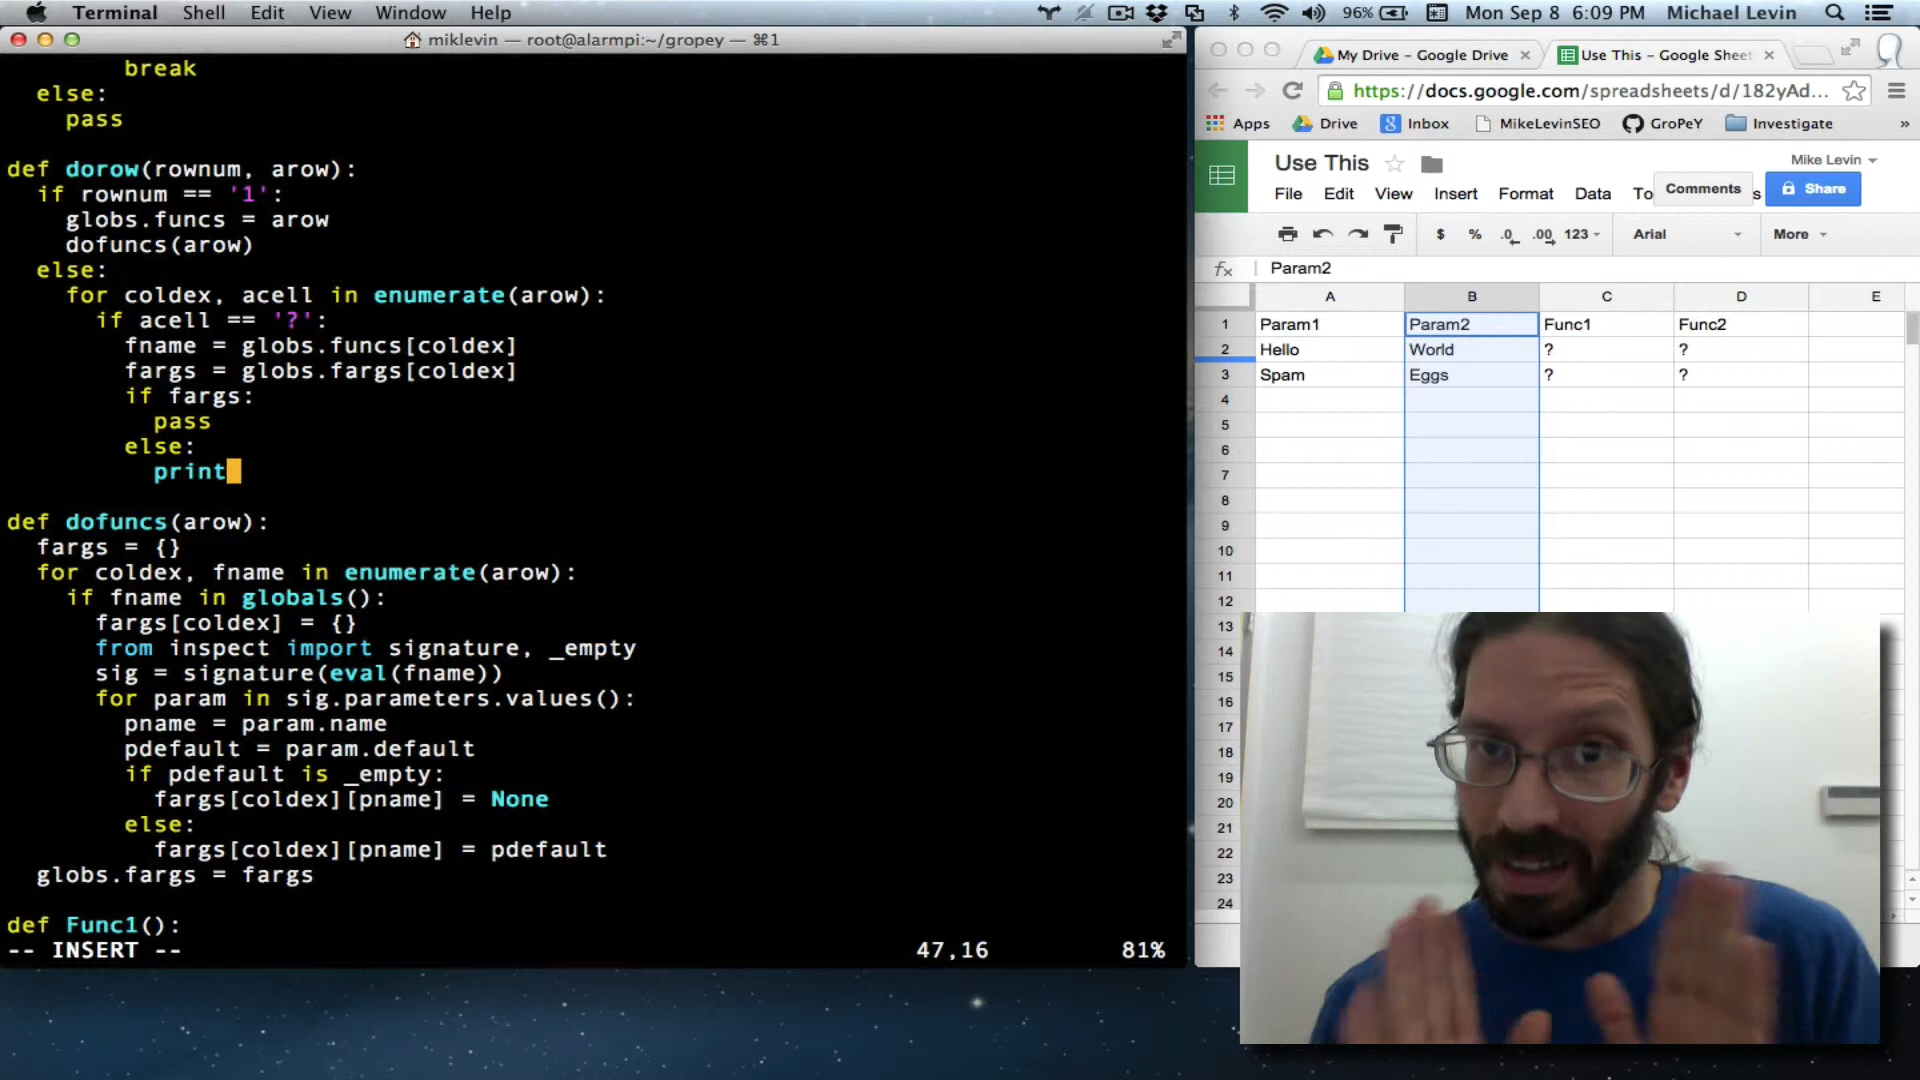 Terminal Shell Edit View Window Help 96% Mon Sep 8 6:09 PM Michael Levin
miklevin — root@alarmpi:~/gropey — ⌘1
break
else:
pass
def dorow(rownum, arow):
if rownum == '1':
globs.funcs = arow
dofuncs(arow)
else:
for coldex, acell in enumerate(arow):
if acell == '?':
fname = globs.funcs[coldex]
fargs = globs.fargs[coldex]
if fargs:
pass
else:
print
def dofuncs(arow):
fargs = {}
for coldex, fname in enumerate(arow):
if fname in globals():
fargs[coldex] = {}
from inspect import signature, _empty
sig = signature(eval(fname))
for param in sig.parameters.values():
pname = param.name
pdefault = param.default
if pdefault is _empty:
fargs[coldex][pname] = None
else:
fargs[coldex][pname] = pdefault
globs.fargs = fargs
def Func1():
-- INSERT -- 47,16 81%
My Drive – Google Drive × Use This – Google Sheet ×
https://docs.google.com/spreadsheets/d/182yAd...
Apps Drive Inbox MikeLevinSEO GroPeY Investigate »
Use This Mike Levin
File Edit View Insert Format Data To Comments s Share
$ % .0 .00 123 Arial More
fx Param2
A B C D E
1 Param1 Param2 Func1 Func2
2 Hello World ? ?
3 Spam Eggs ? ?
4
5
6
7
8
9
10
11
12
13
14
15
16
17
18
19
20
21
22
23
24